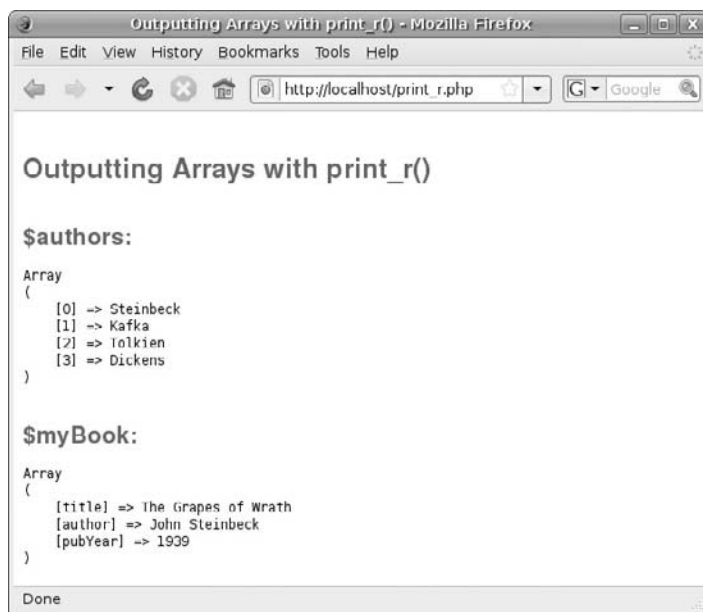 Outputting Arrays with print_r() - Mozilla Firefox
File Edit View History Bookmarks Tools Help
http://localhost/print_r.php G Google
Outputting Arrays with print_r()
$authors:
Array
(
[0] => Steinbeck
[1] => Kafka
[2] => Tolkien
[3] => Dickens
)
$myBook:
Array
(
[title] => The Grapes of Wrath
[author] => John Steinbeck
[pubYear] => 1939
)
Done